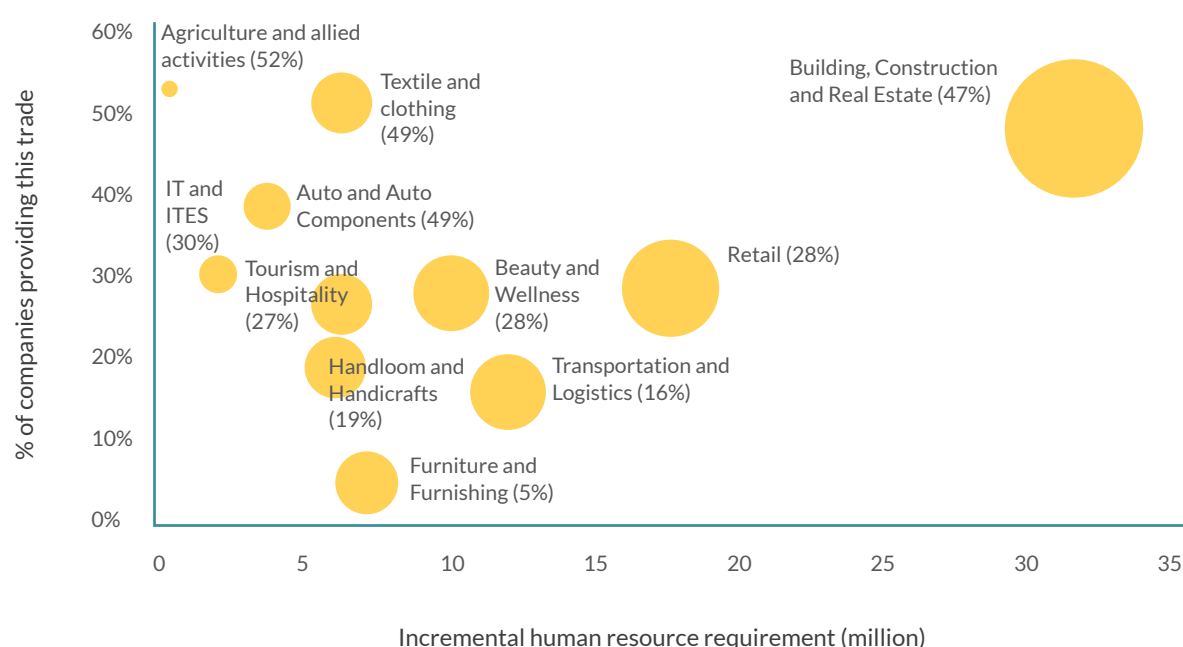 % of companies providing this trade
60%
50%
40%
30%
20%
10%
0%
Agriculture and allied
activities (52%)
Textile and
clothing
(49%)
Building, Construction
and Real Estate (47%)
IT and
ITES
(30%)
Auto and Auto
Components (49%)
Tourism and
Hospitality
(27%)
Beauty and
Wellness
(28%)
Retail (28%)
Handloom and
Handicrafts
(19%)
Transportation and
Logistics (16%)
Furniture and
Furnishing (5%)
0 5 10 15 20 25 30 35
Incremental human resource requirement (million)